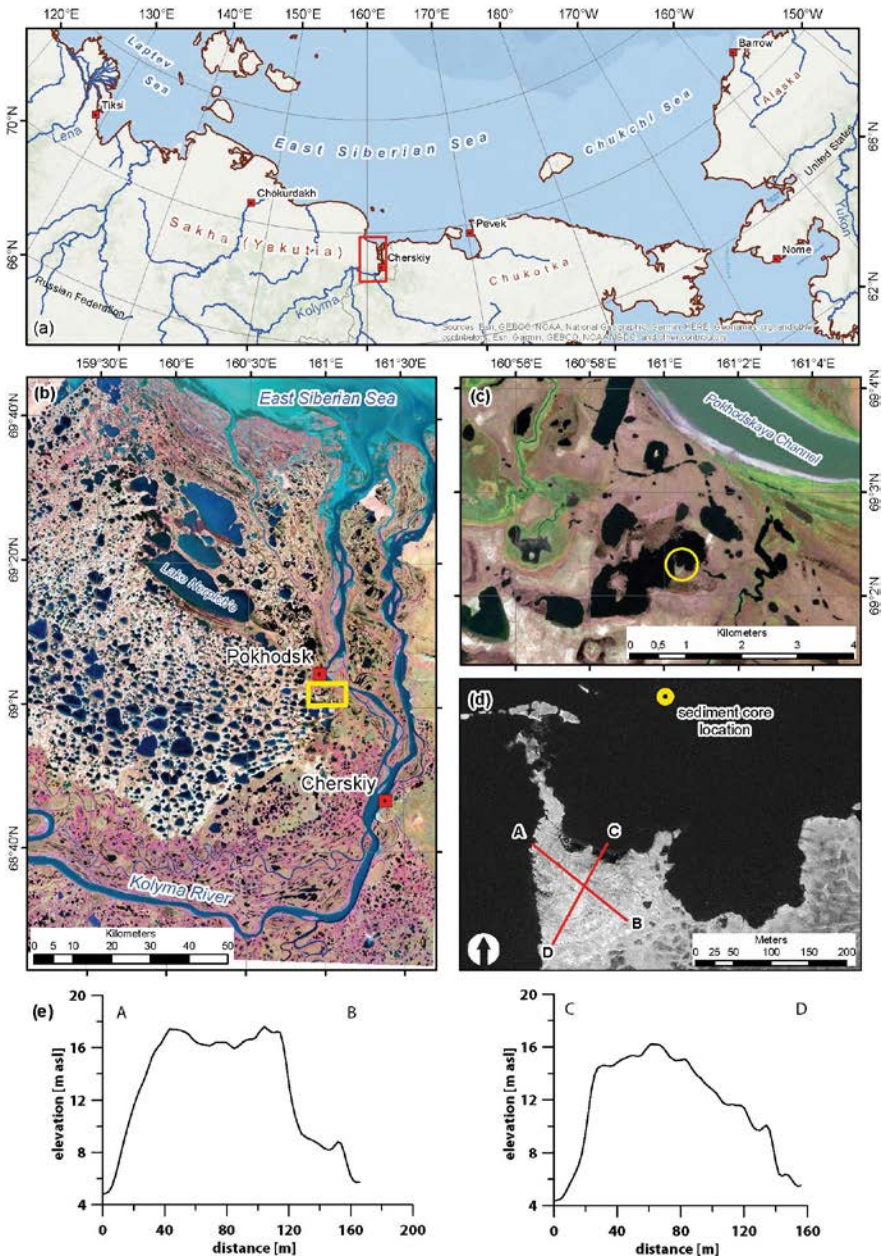 120°E 130°E 140°E 150°E 160°E 170°E 180° 170°W 160°W 150°W
70°N
66°N
66°N
62°N
Laptev Sea
Tiksi
Lena
East Siberian Sea
Chukchi Sea
Barrow
Alaska
United States
Yukon
Nome
Chokurdakh
Sakha (Yakutia)
Pevek
Cherskiy
Chukotka
Kolyma
Russian Federation
(a)
Sources: Esri, GEBCO, NOAA, National Geographic, Garmin, HERE, Geonames.org, and other
contributors, Esri, Garmin, GEBCO, NOAA NGDC, and other contributors
159°30'E 160°E 160°30'E 161°E 161°30'E
(b)
East Siberian Sea
69°40'N
69°20'N
69°N
68°40'N
Pokhodsk
Cherskiy
Kolyma River
Kilometers
0 5 10 20 30 40 50
160°56'E 160°58'E 161°E 161°2'E 161°4'E
(c)
Pokhodskaya Channel
69°4'N
69°3'N
69°2'N
Kilometers
0 0,5 1 2 3 4
(d)
sediment core
location
A
C
B
D
Meters
0 25 50 100 150 200
(e)
A B
elevation [m asl]
20
16
12
8
4
0 40 80 120 160 200
distance [m]
C D
elevation [m asl]
20
16
12
8
4
0 40 80 120 160
distance [m]